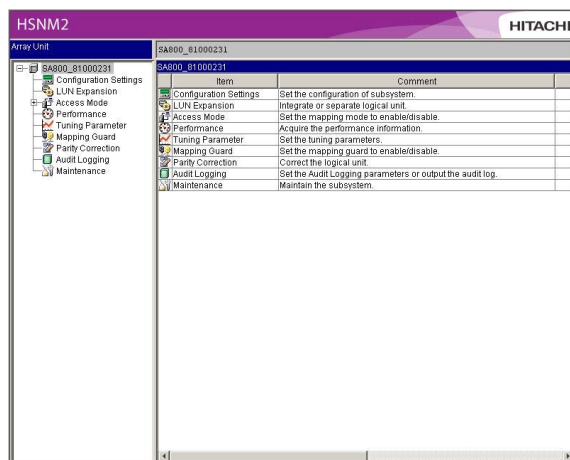 HSNM2
HITACHI
Array Unit
SA800_81000231
SA800_81000231
Configuration Settings
LUN Expansion
Access Mode
Performance
Tuning Parameter
Mapping Guard
Parity Correction
Audit Logging
Maintenance
SA800_81000231
Item Comment
Configuration Settings Set the configuration of subsystem.
LUN Expansion Integrate or separate logical unit.
Access Mode Set the mapping mode to enable/disable.
Performance Acquire the performance information.
Tuning Parameter Set the tuning parameters.
Mapping Guard Set the mapping guard to enable/disable.
Parity Correction Correct the logical unit.
Audit Logging Set the Audit Logging parameters or output the audit log.
Maintenance Maintain the subsystem.